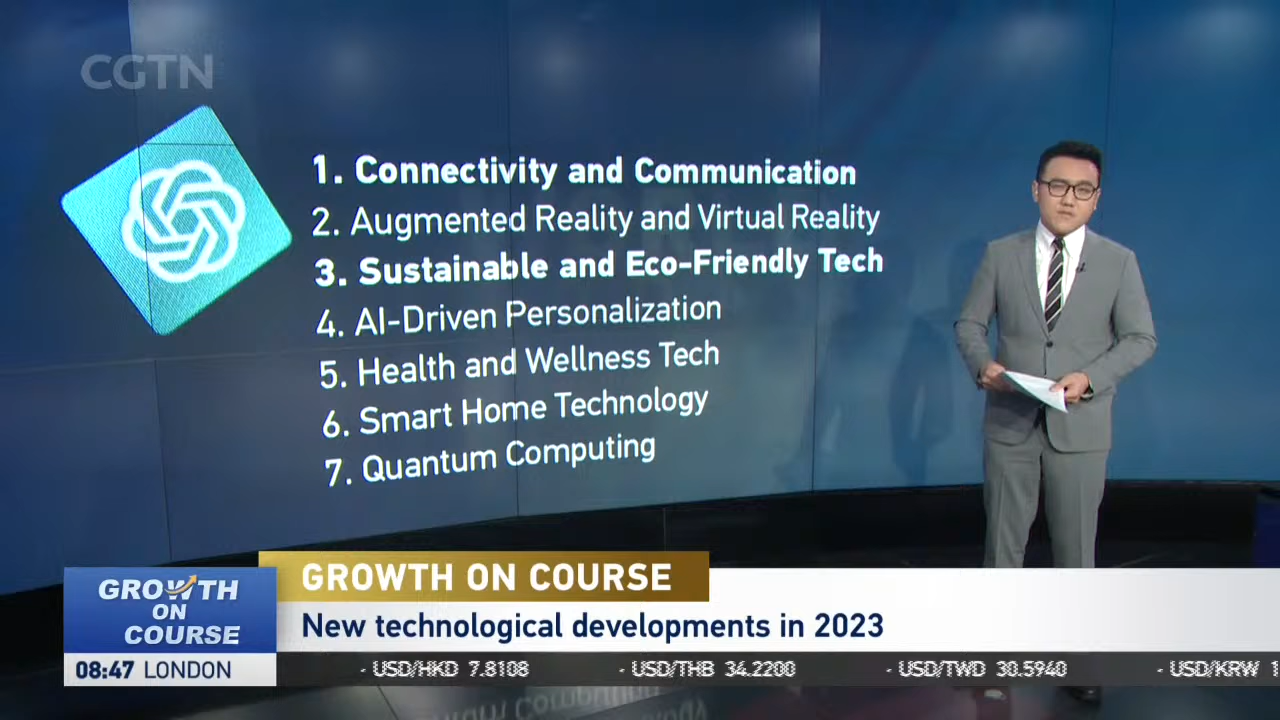 CGTN
1. Connectivity and Communication
2. Augmented Reality and Virtual Reality
3. Sustainable and Eco-Friendly Tech
4. AI-Driven Personalization
5. Health and Wellness Tech
6. Smart Home Technology
7. Quantum Computing
GROWTH ON COURSE
New technological developments in 2023
GROWTH
ON
COURSE
08:47 LONDON
- USD/HKD 7.8108 - USD/THB 34.2200 - USD/TWD 30.5940 - USD/KRW 1